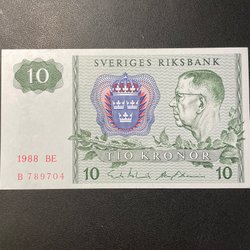 SVERIGES RIKSBANK
10
1988 BE
B 789704
TIO KRONOR
10
10